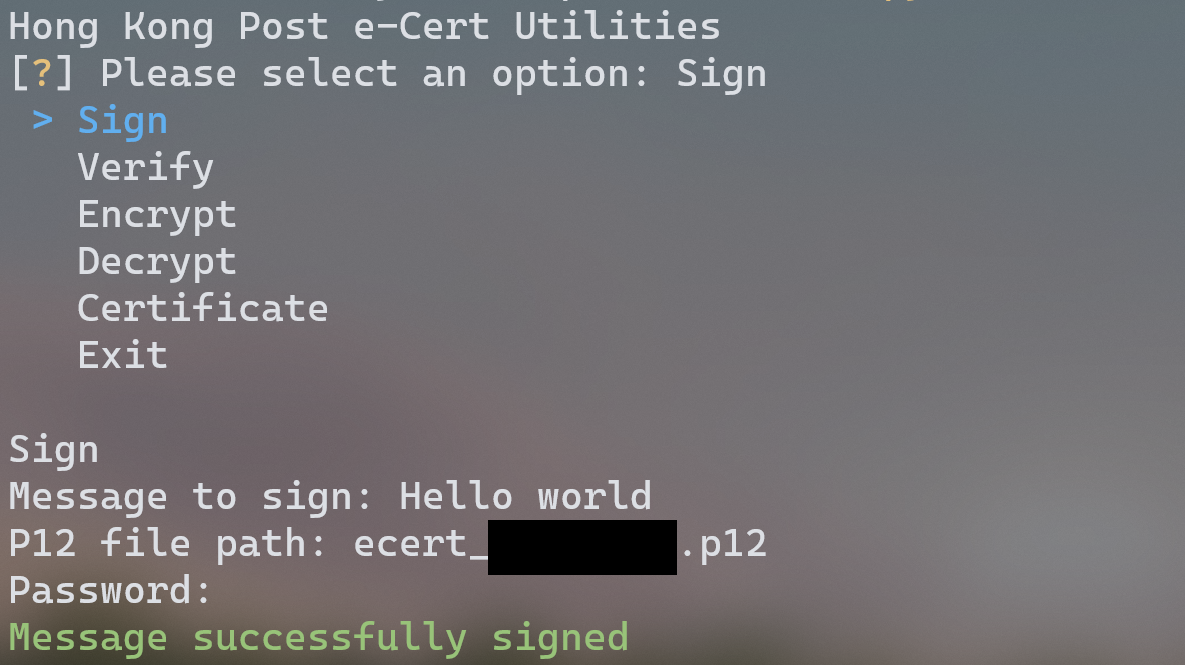 Hong Kong Post e-Cert Utilities
[?] Please select an option: Sign
> Sign
Verify
Encrypt
Decrypt
Certificate
Exit
Sign
Message to sign: Hello world
P12 file path: ecert_.p12
Password:
Message successfully signed